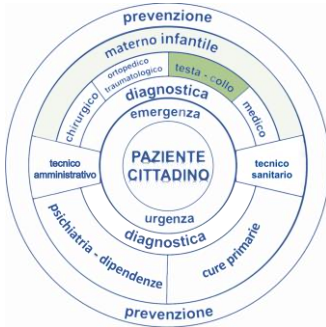 prevenzione
materno infantile
ortopedico
traumatologico
testa - collo
chirurgico
medico
diagnostica
emergenza
PAZIENTE
CITTADINO
tecnico
amministrativo
tecnico
sanitario
urgenza
diagnostica
psichiatria - dipendenze
cure primarie
prevenzione